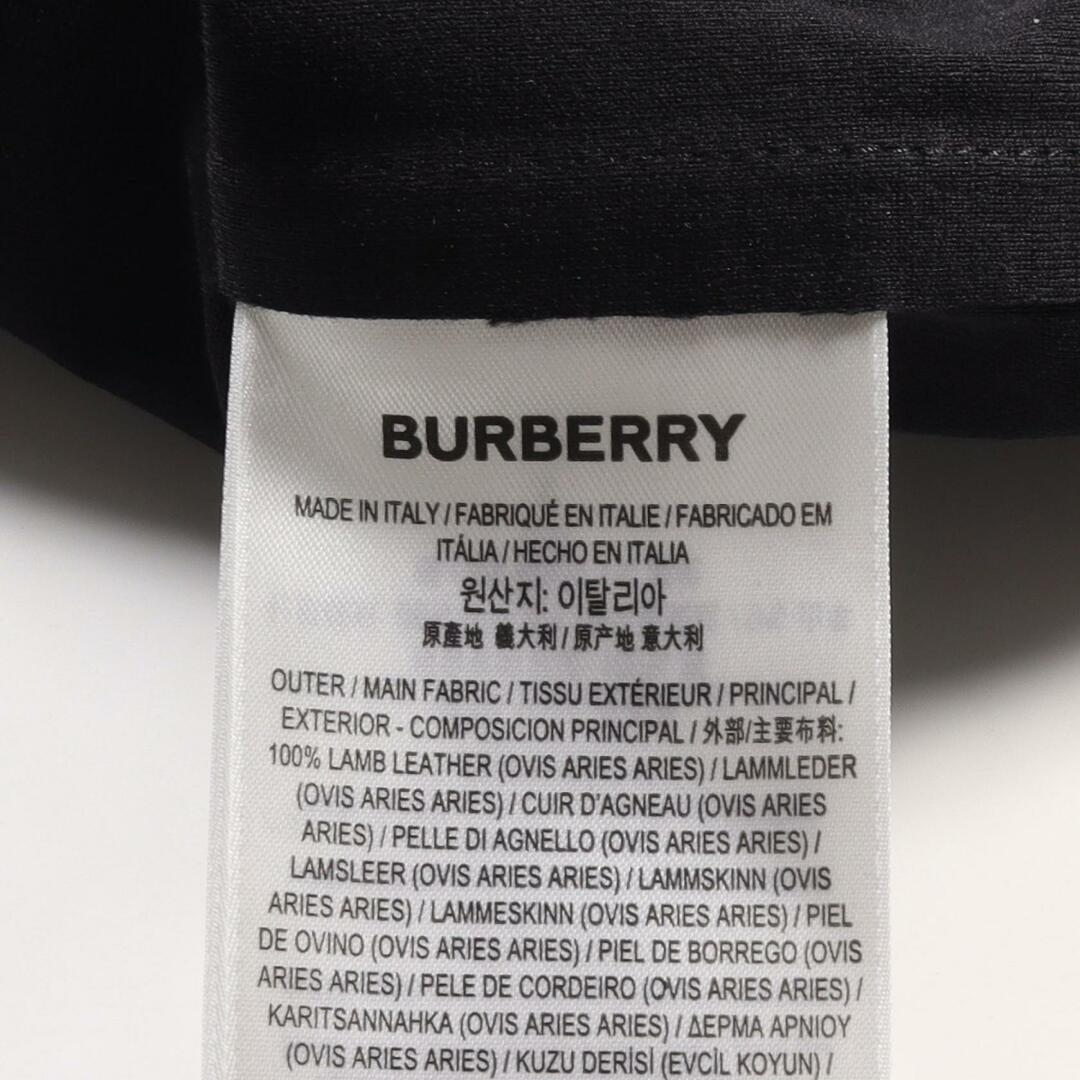 BURBERRY
MADE IN ITALY / FABRIQUÉ EN ITALIE / FABRICADO EM
ITÁLIA / HECHO EN ITALIA
원산지: 이탈리아
原產地 義大利 / 原产地 意大利
OUTER / MAIN FABRIC / TISSU EXTÉRIEUR / PRINCIPAL /
EXTERIOR - COMPOSICION PRINCIPAL / 外部/主要布料:
100% LAMB LEATHER (OVIS ARIES ARIES) / LAMMLEDER
(OVIS ARIES ARIES) / CUIR D'AGNEAU (OVIS ARIES
ARIES) / PELLE DI AGNELLO (OVIS ARIES ARIES) /
LAMSLEER (OVIS ARIES ARIES) / LAMMSKINN (OVIS
ARIES ARIES) / LAMMESKINN (OVIS ARIES ARIES) / PIEL
DE OVINO (OVIS ARIES ARIES) / PIEL DE BORREGO (OVIS
ARIES ARIES) / PELE DE CORDEIRO (OVIS ARIES ARIES) /
KARITSANNAHKA (OVIS ARIES ARIES) / ΔΕΡΜΑ ΑΡΝΙΟΥ
(OVIS ARIES ARIES) / KUZU DERİSİ (EVCİL KOYUN) /